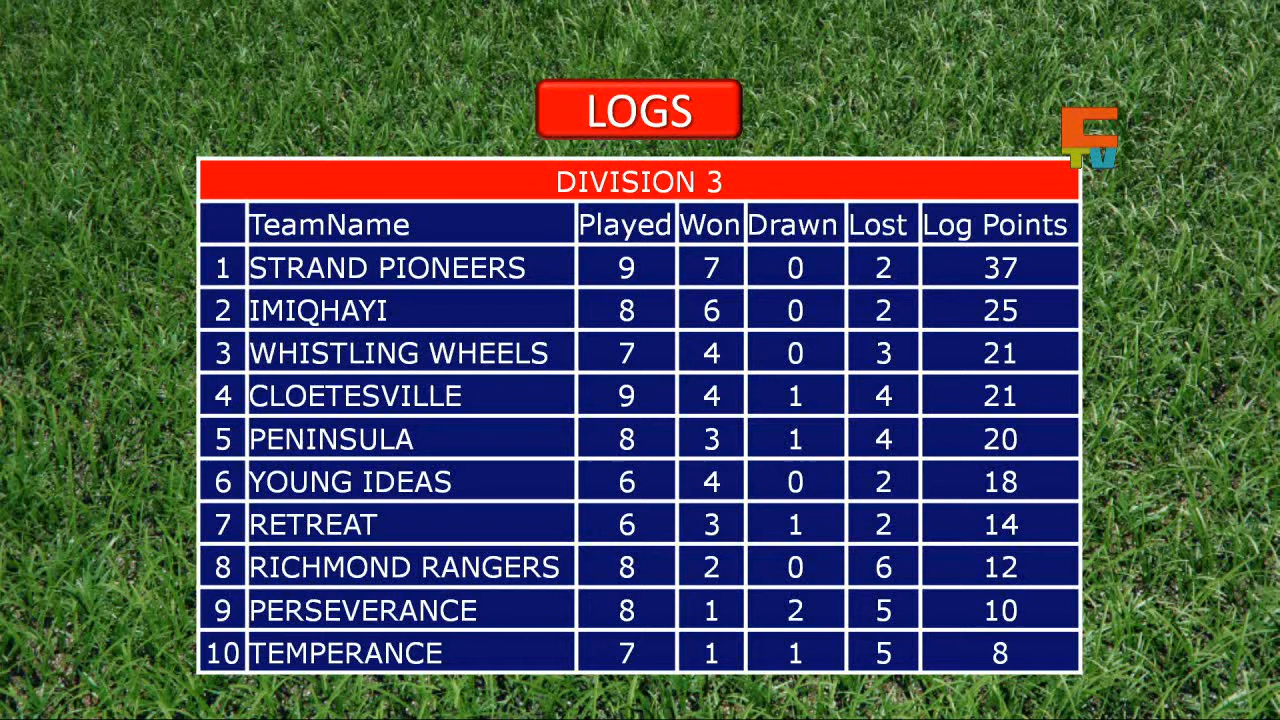 LOGS
DIVISION 3
TeamName Played Won Drawn Lost Log Points
1 STRAND PIONEERS 9 7 0 2 37
2 IMIQHAYI 8 6 0 2 25
3 WHISTLING WHEELS 7 4 0 3 21
4 CLOETESVILLE 9 4 1 4 21
5 PENINSULA 8 3 1 4 20
6 YOUNG IDEAS 6 4 0 2 18
7 RETREAT 6 3 1 2 14
8 RICHMOND RANGERS 8 2 0 6 12
9 PERSEVERANCE 8 1 2 5 10
10 TEMPERANCE 7 1 1 5 8
CTV